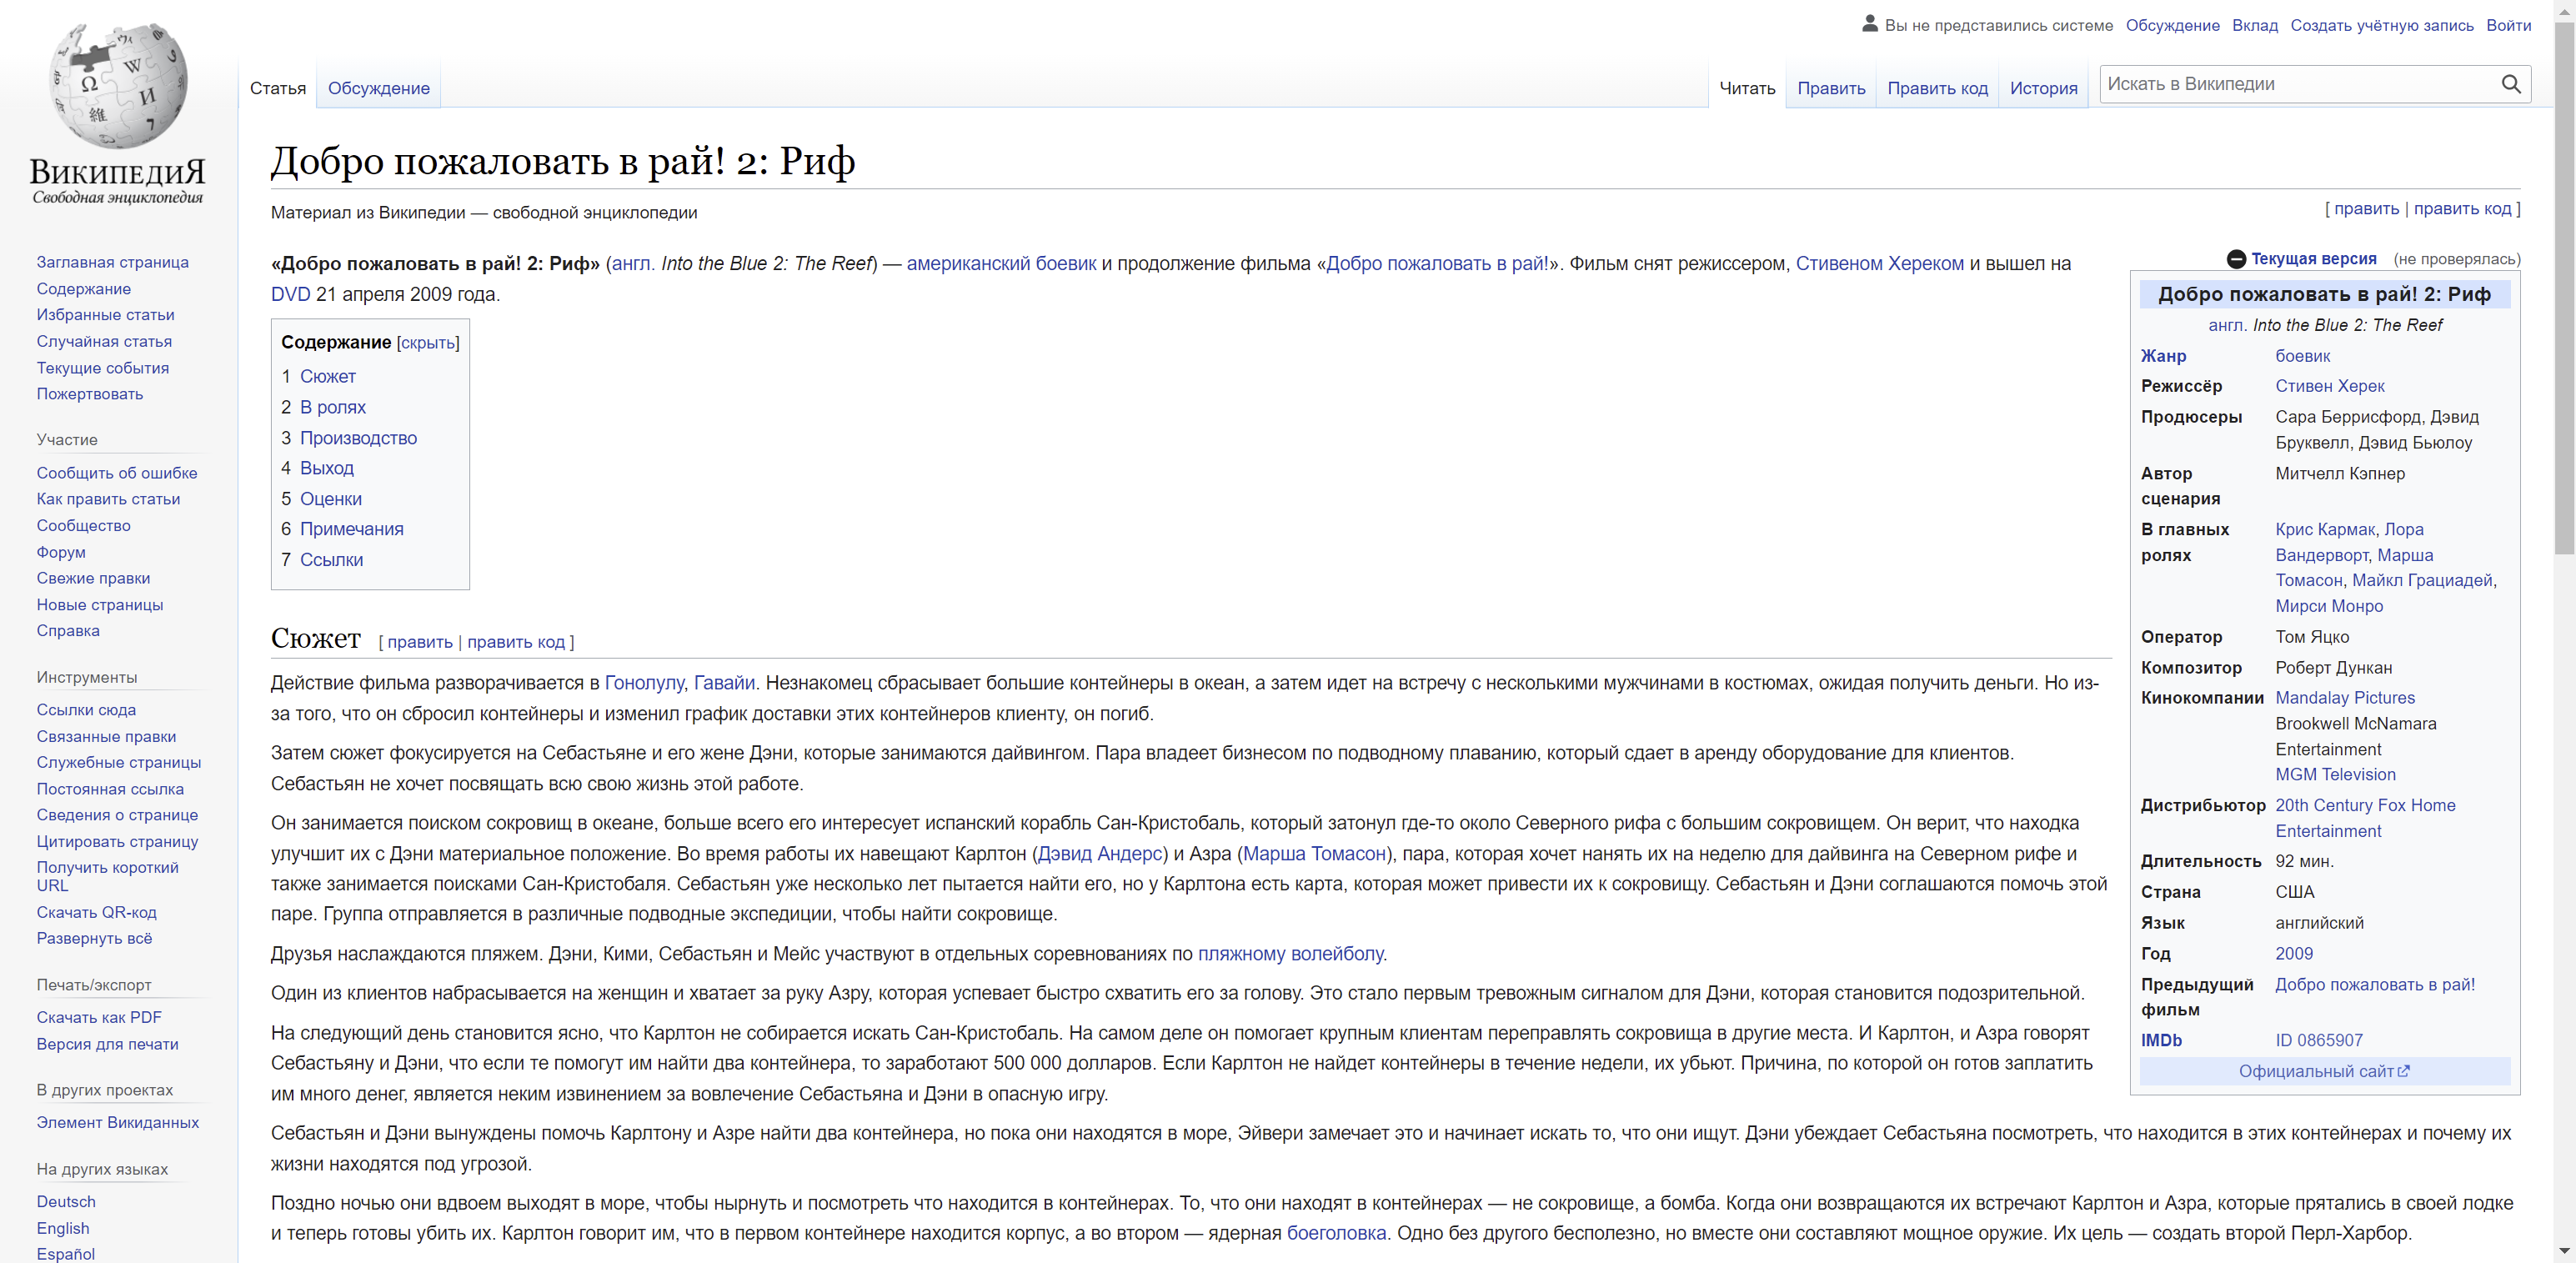 Вы не представились системе Обсуждение Вклад Создать учётную запись Войти
Статья Обсуждение Читать Править Править код История Искать в Википедии
ВикипедиЯ
Свободная энциклопедия
Заглавная страница
Содержание
Избранные статьи
Случайная статья
Текущие события
Пожертвовать
Участие
Сообщить об ошибке
Как править статьи
Сообщество
Форум
Свежие правки
Новые страницы
Справка
Инструменты
Ссылки сюда
Связанные правки
Служебные страницы
Постоянная ссылка
Сведения о странице
Цитировать страницу
Получить короткий
URL
Скачать QR-код
Развернуть всё
Печать/экспорт
Скачать как PDF
Версия для печати
В других проектах
Элемент Викиданных
На других языках
Deutsch
English
Español
Добро пожаловать в рай! 2: Риф
Материал из Википедии — свободной энциклопедии
[ править | править код ]
Текущая версия (не проверялась)
«Добро пожаловать в рай! 2: Риф» (англ. Into the Blue 2: The Reef) — американский боевик и продолжение фильма «Добро пожаловать в рай!». Фильм снят режиссером, Стивеном Хереком и вышел на
DVD 21 апреля 2009 года.
Содержание [скрыть]
1 Сюжет
2 В ролях
3 Производство
4 Выход
5 Оценки
6 Примечания
7 Ссылки
Добро пожаловать в рай! 2: Риф
англ. Into the Blue 2: The Reef
Жанр боевик
Режиссёр Стивен Херек
Продюсеры Сара Беррисфорд, Дэвид
Бруквелл, Дэвид Бьюлоу
Автор Митчелл Кэпнер
сценария
В главных Крис Кармак, Лора
ролях Вандерворт, Марша
Томасон, Майкл Грациадей,
Мирси Монро
Оператор Том Яцко
Композитор Роберт Дункан
Кинокомпании Mandalay Pictures
Brookwell McNamara
Entertainment
MGM Television
Дистрибьютор 20th Century Fox Home
Entertainment
Длительность 92 мин.
Страна США
Язык английский
Год 2009
Предыдущий Добро пожаловать в рай!
фильм
IMDb ID 0865907
Официальный сайт
Сюжет [ править | править код ]
Действие фильма разворачивается в Гонолулу, Гавайи. Незнакомец сбрасывает большие контейнеры в океан, а затем идет на встречу с несколькими мужчинами в костюмах, ожидая получить деньги. Но из-
за того, что он сбросил контейнеры и изменил график доставки этих контейнеров клиенту, он погиб.
Затем сюжет фокусируется на Себастьяне и его жене Дэни, которые занимаются дайвингом. Пара владеет бизнесом по подводному плаванию, который сдает в аренду оборудование для клиентов.
Себастьян не хочет посвящать всю свою жизнь этой работе.
Он занимается поиском сокровищ в океане, больше всего его интересует испанский корабль Сан-Кристобаль, который затонул где-то около Северного рифа с большим сокровищем. Он верит, что находка
улучшит их с Дэни материальное положение. Во время работы их навещают Карлтон (Дэвид Андерс) и Азра (Марша Томасон), пара, которая хочет нанять их на неделю для дайвинга на Северном рифе и
также занимается поисками Сан-Кристобаля. Себастьян уже несколько лет пытается найти его, но у Карлтона есть карта, которая может привести их к сокровищу. Себастьян и Дэни соглашаются помочь этой
паре. Группа отправляется в различные подводные экспедиции, чтобы найти сокровище.
Друзья наслаждаются пляжем. Дэни, Кими, Себастьян и Мейс участвуют в отдельных соревнованиях по пляжному волейболу.
Один из клиентов набрасывается на женщин и хватает за руку Азру, которая успевает быстро схватить его за голову. Это стало первым тревожным сигналом для Дэни, которая становится подозрительной.
На следующий день становится ясно, что Карлтон не собирается искать Сан-Кристобаль. На самом деле он помогает крупным клиентам переправлять сокровища в другие места. И Карлтон, и Азра говорят
Себастьяну и Дэни, что если те помогут им найти два контейнера, то заработают 500 000 долларов. Если Карлтон не найдет контейнеры в течение недели, их убьют. Причина, по которой он готов заплатить
им много денег, является неким извинением за вовлечение Себастьяна и Дэни в опасную игру.
Себастьян и Дэни вынуждены помочь Карлтону и Азре найти два контейнера, но пока они находятся в море, Эйвери замечает это и начинает искать то, что они ищут. Дэни убеждает Себастьяна посмотреть, что находится в этих контейнерах и почему их
жизни находятся под угрозой.
Поздно ночью они вдвоем выходят в море, чтобы нырнуть и посмотреть что находится в контейнерах. То, что они находят в контейнерах — не сокровище, а бомба. Когда они возвращаются их встречают Карлтон и Азра, которые прятались в своей лодке
и теперь готовы убить их. Карлтон говорит им, что в первом контейнере находится корпус, а во втором — ядерная боеголовка. Одно без другого бесполезно, но вместе они составляют мощное оружие. Их цель — создать второй Перл-Харбор.